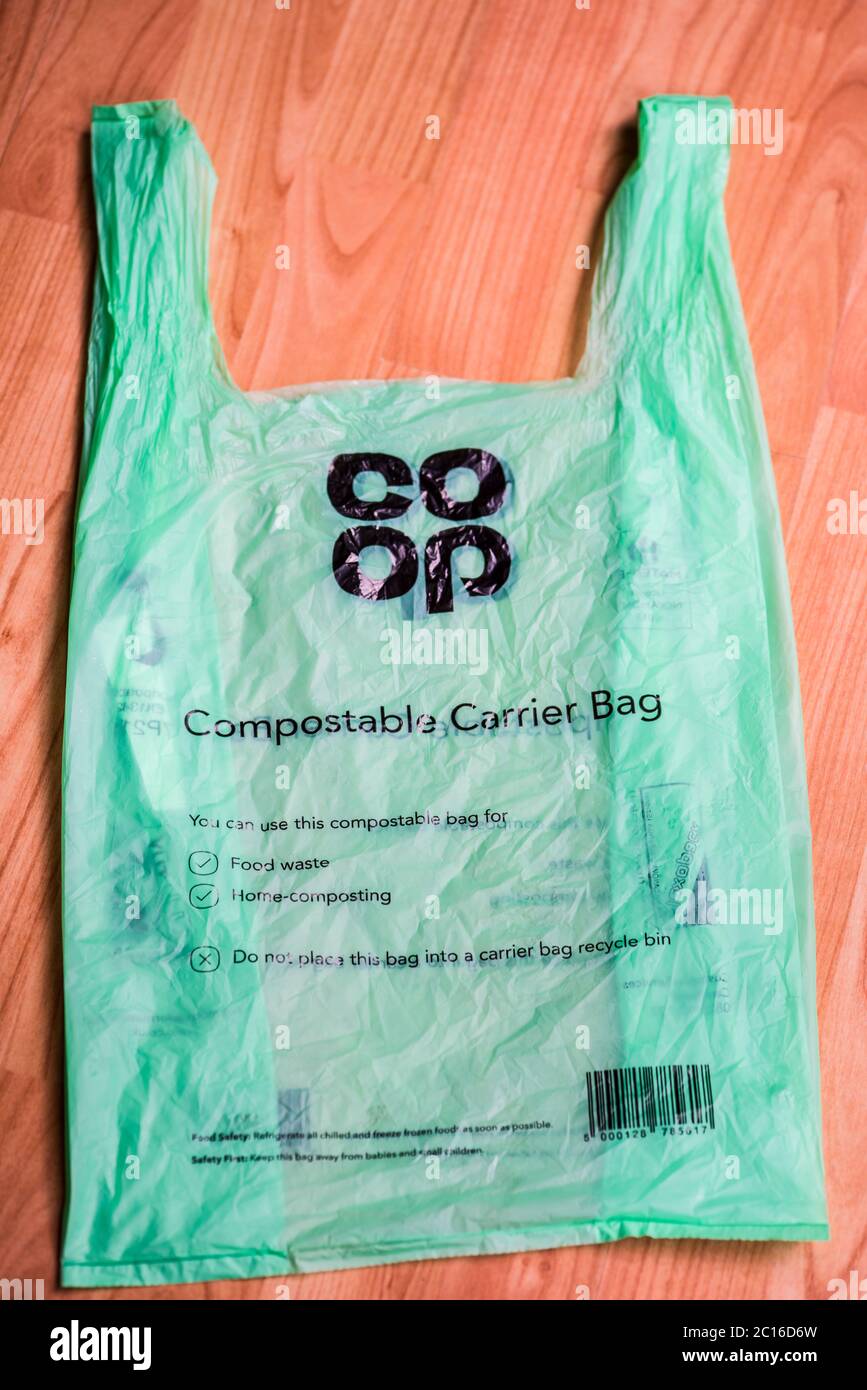 co
op
Compostable Carrier Bag
You can use this compostable bag for
Food waste
Home-composting
Do not place this bag into a carrier bag recycle bin
Food Safety: Refrigerate all chilled and freeze frozen foods as soon as possible.
Safety First: Keep this bag away from babies and small children.
5 000128 785617
alamy
Image ID: 2C16D6W
www.alamy.com